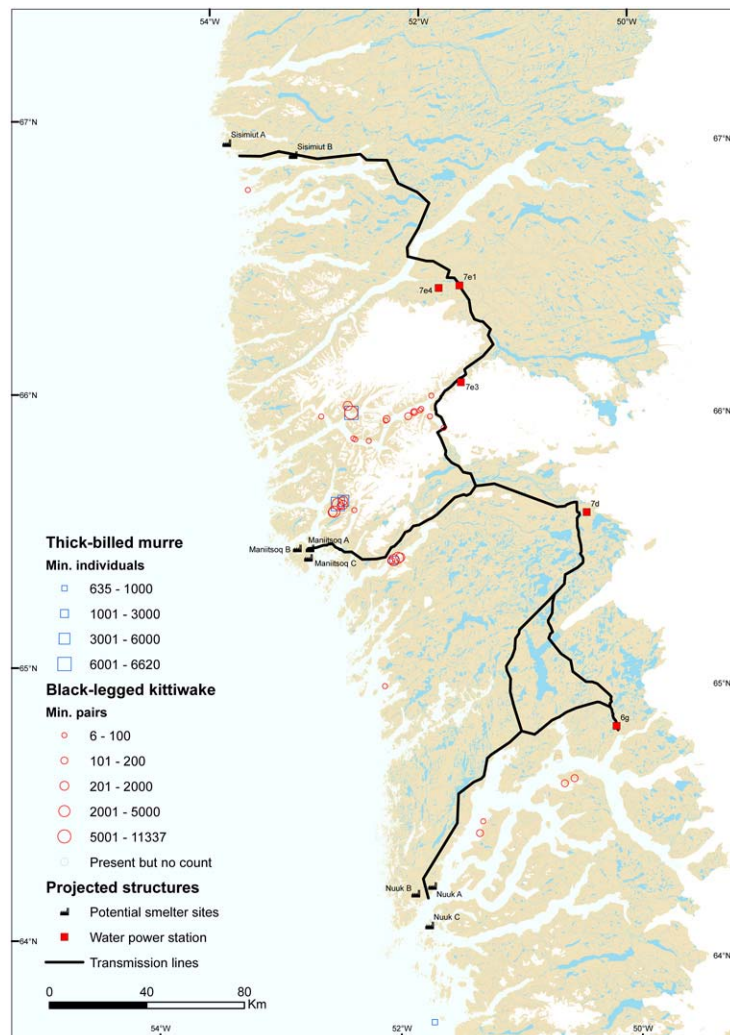 54°W 52°W 50°W
67°N 67°N
Sisimiut A
Sisimiut B
7e1
7e4
66°N 7e3 66°N
7d
Maniitsoq A
Maniitsoq B
Maniitsoq C
Thick-billed murre
Min. individuals
635 - 1000
1001 - 3000
3001 - 6000
6001 - 6620
65°N 65°N
Black-legged kittiwake
Min. pairs
6 - 100
101 - 200
201 - 2000
2001 - 5000
5001 - 11337
Present but no count
6g
Projected structures
Potential smelter sites
Water power station
Transmission lines
Nuuk B
Nuuk A
Nuuk C
64°N 64°N
0 40 80
Km
54°W 52°W 50°W